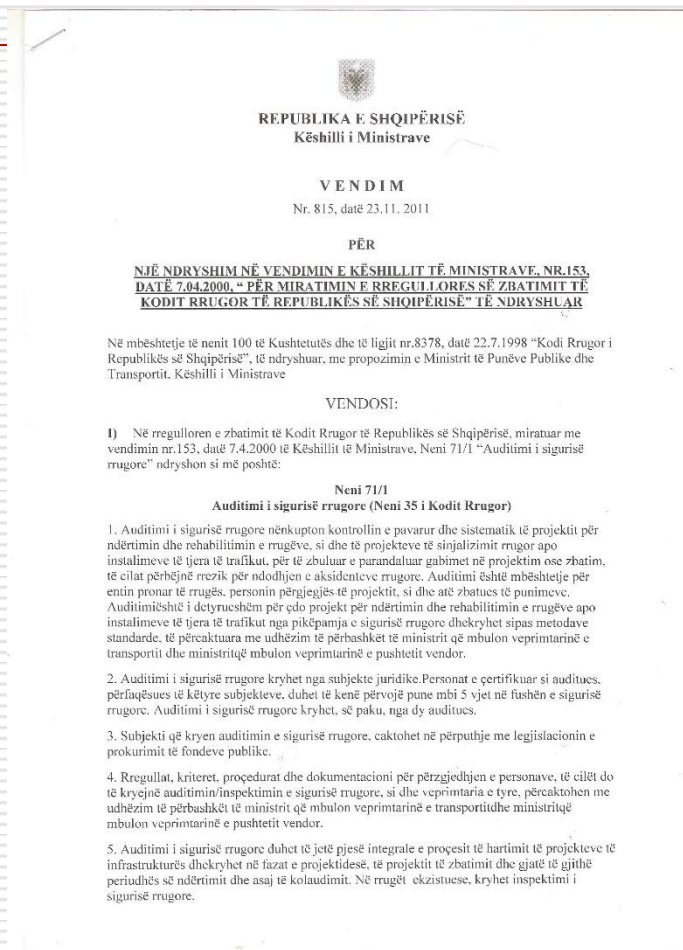 REPUBLIKA E SHQIPËRISË
Këshilli i Ministrave
VENDIM
Nr. 815, datë 23.11. 2011
PËR
NJË NDRYSHIM NË VENDIMIN E KËSHILLIT TË MINISTRAVE, NR.153,
DATË 7.04.2000, “ PËR MIRATIMIN E RREGULLORES SË ZBATIMIT TË
KODIT RRUGOR TË REPUBLIKËS SË SHQIPËRISË” TË NDRYSHUAR
Në mbështetje të nenit 100 të Kushtetutës dhe të ligjit nr.8378, datë 22.7.1998 “Kodi Rrugor i
Republikës së Shqipërisë”, të ndryshuar, me propozimin e Ministrit të Punëve Publike dhe
Transportit, Këshilli i Ministrave
VENDOSI:
I) Në rregulloren e zbatimit të Kodit Rrugor të Republikës së Shqipërisë, miratuar me
vendimin nr.153, datë 7.4.2000 të Këshillit të Ministrave, Neni 71/1 “Auditimi i sigurisë
rrugore” ndryshon si më poshtë:
Neni 71/1
Auditimi i sigurisë rrugore (Neni 35 i Kodit Rrugor)
1. Auditimi i sigurisë rrugore nënkupton kontrollin e pavarur dhe sistematik të projektit për
ndërtimin dhe rehabilitimin e rrugëve, si dhe të projekteve të sinjalizimit rrugor apo
instalimeve të tjera të trafikut, për të zbuluar e parandaluar gabimet në projektim ose zbatim,
të cilat përbëjnë rrezik për ndodhjen e aksidenteve rrugore. Auditimi është mbështetje për
entin pronar të rrugës, personin përgjegjës të projektit, si dhe atë zbatues të punimeve.
Auditimiështë i detyrueshëm për çdo projekt për ndërtimin dhe rehabilitimin e rrugëve apo
instalimeve të tjera të trafikut nga pikëpamja e sigurisë rrugore dhekryhet sipas metodave
standarde, të përcaktuara me udhëzim të përbashkët të ministrit që mbulon veprimtarinë e
transportit dhe ministritqë mbulon veprimtarinë e pushtetit vendor.
2. Auditimi i sigurisë rrugore kryhet nga subjekte juridike.Personat e çertifikuar si auditues,
përfaqësues të këtyre subjekteve, duhet të kenë përvojë pune mbi 5 vjet në fushën e sigurisë
rrugore. Auditimi i sigurisë rrugore kryhet, së paku, nga dy auditues.
3. Subjekti që kryen auditimin e sigurisë rrugore, caktohet në përputhje me legjislacionin e
prokurimit të fondeve publike.
4. Rregullat, kriteret, proçedurat dhe dokumentacioni për përzgjedhjen e personave, të cilët do
të kryejnë auditimin/inspektimin e sigurisë rrugore, si dhe veprimtaria e tyre, përcaktohen me
udhëzim të përbashkët të ministrit që mbulon veprimtarinë e transportitdhe ministritqë
mbulon veprimtarinë e pushtetit vendor.
5. Auditimi i sigurisë rrugore duhet të jetë pjesë integrale e proçesit të hartimit të projekteve të
infrastrukturës dhekryhet në fazat e projektidesë, të projektit të zbatimit dhe gjatë të gjithë
periudhës së ndërtimit dhe asaj të kolaudimit. Në rrugët ekzistuese, kryhet inspektimi i
sigurisë rrugore.